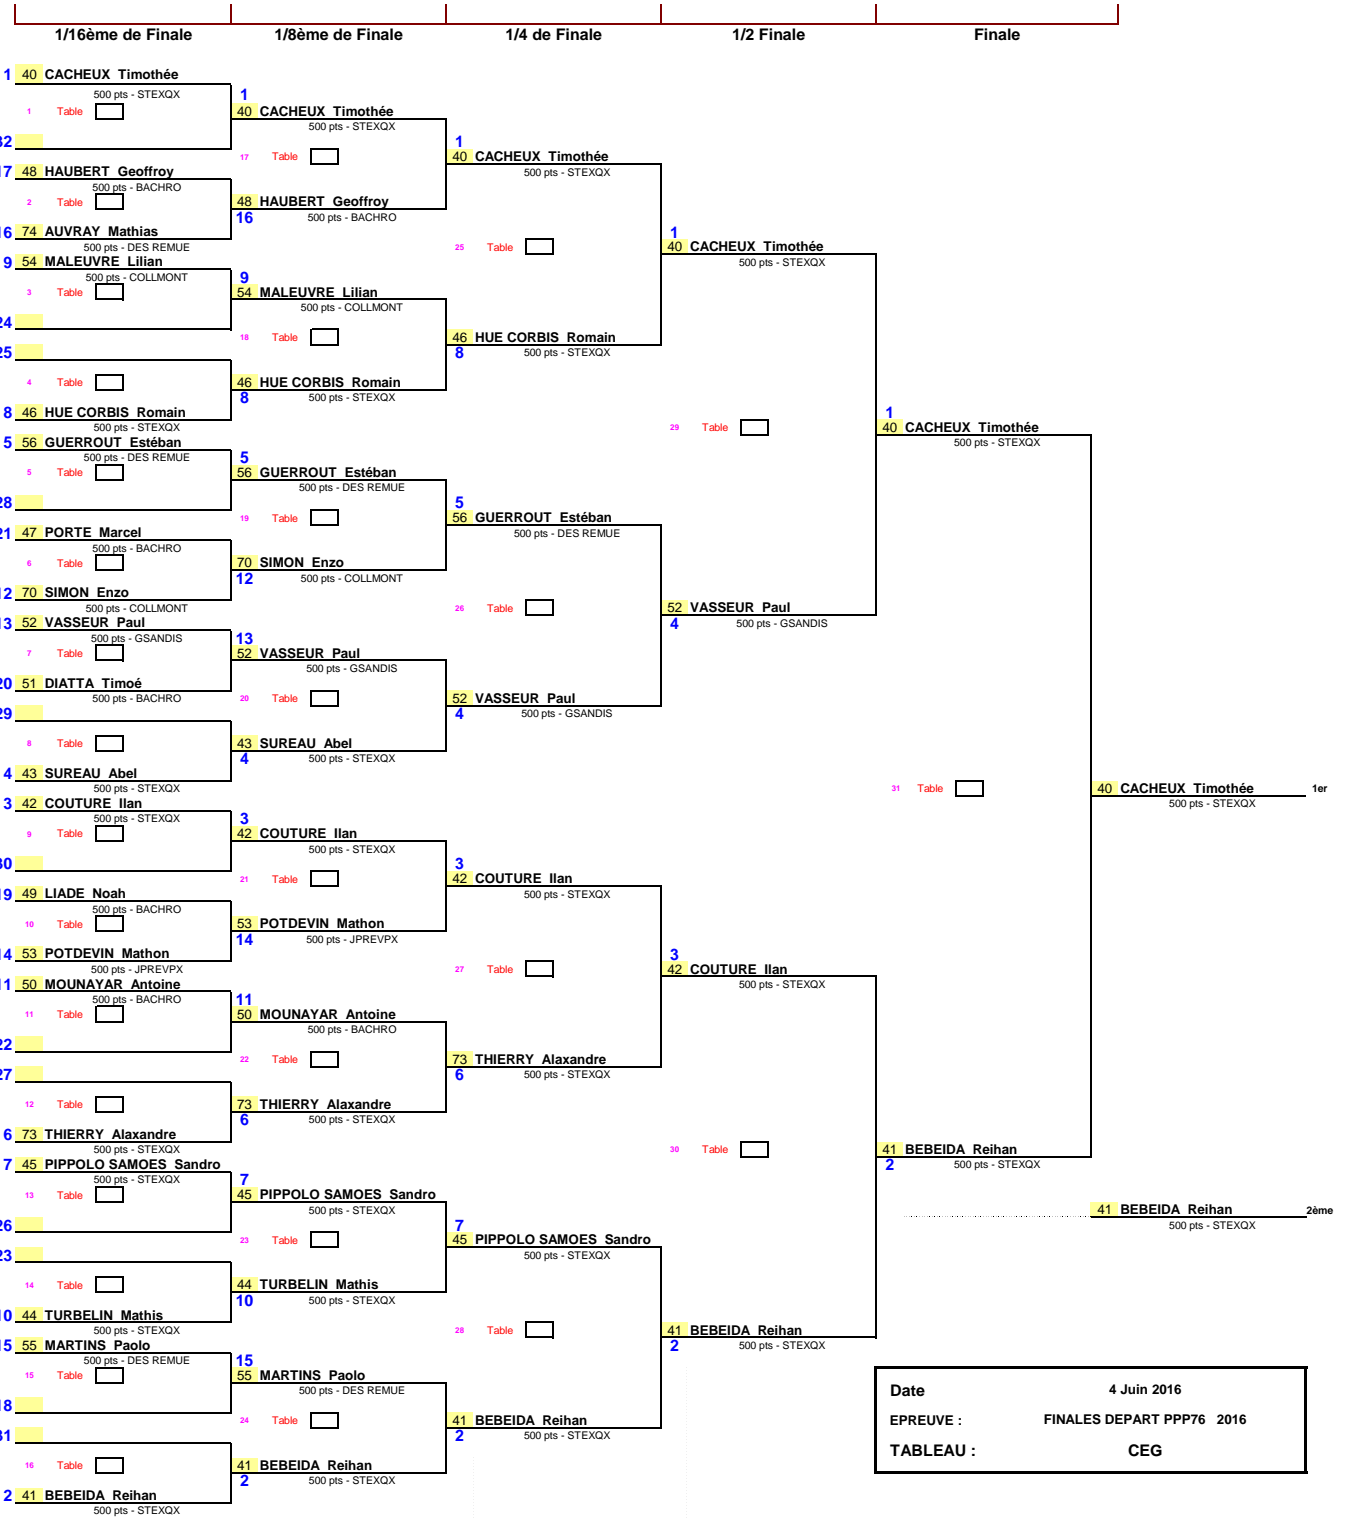 1/16ème de Finale 1/8ème de Finale 1/4 de Finale 1/2 Finale Finale
1 40 CACHEUX Timothée
500 pts - STEXQX
1 Table
32
17 48 HAUBERT Geoffroy
500 pts - BACHRO
2 Table
16 74 AUVRAY Mathias
500 pts - DES REMUE
9 54 MALEUVRE Lilian
500 pts - COLLMONT
3 Table
24
25
4 Table
8 46 HUE CORBIS Romain
500 pts - STEXQX
5 56 GUERROUT Estéban
500 pts - DES REMUE
5 Table
28
21 47 PORTE Marcel
500 pts - BACHRO
6 Table
12 70 SIMON Enzo
500 pts - COLLMONT
13 52 VASSEUR Paul
500 pts - GSANDIS
7 Table
20 51 DIATTA Timoé
500 pts - BACHRO
29
8 Table
4 43 SUREAU Abel
500 pts - STEXQX
3 42 COUTURE Ilan
500 pts - STEXQX
9 Table
30
19 49 LIADE Noah
500 pts - BACHRO
10 Table
14 53 POTDEVIN Mathon
500 pts - JPREVPX
11 50 MOUNAYAR Antoine
500 pts - BACHRO
11 Table
22
27
12 Table
6 73 THIERRY Alaxandre
500 pts - STEXQX
7 45 PIPPOLO SAMOES Sandro
500 pts - STEXQX
13 Table
26
23
14 Table
10 44 TURBELIN Mathis
500 pts - STEXQX
15 55 MARTINS Paolo
500 pts - DES REMUE
15 Table
18
31
16 Table
2 41 BEBEIDA Reihan
500 pts - STEXQX
1
40 CACHEUX Timothée
500 pts - STEXQX
17 Table
48 HAUBERT Geoffroy
16 500 pts - BACHRO
9
54 MALEUVRE Lilian
500 pts - COLLMONT
18 Table
46 HUE CORBIS Romain
8 500 pts - STEXQX
5
56 GUERROUT Estéban
500 pts - DES REMUE
19 Table
70 SIMON Enzo
12 500 pts - COLLMONT
13
52 VASSEUR Paul
500 pts - GSANDIS
20 Table
43 SUREAU Abel
4 500 pts - STEXQX
3
42 COUTURE Ilan
500 pts - STEXQX
21 Table
53 POTDEVIN Mathon
14 500 pts - JPREVPX
11
50 MOUNAYAR Antoine
500 pts - BACHRO
22 Table
73 THIERRY Alaxandre
6 500 pts - STEXQX
7
45 PIPPOLO SAMOES Sandro
500 pts - STEXQX
23 Table
44 TURBELIN Mathis
10 500 pts - STEXQX
15
55 MARTINS Paolo
500 pts - DES REMUE
24 Table
41 BEBEIDA Reihan
2 500 pts - STEXQX
1
40 CACHEUX Timothée
500 pts - STEXQX
25 Table
46 HUE CORBIS Romain
8 500 pts - STEXQX
5
56 GUERROUT Estéban
500 pts - DES REMUE
26 Table
52 VASSEUR Paul
4 500 pts - GSANDIS
3
42 COUTURE Ilan
500 pts - STEXQX
27 Table
73 THIERRY Alaxandre
6 500 pts - STEXQX
7
45 PIPPOLO SAMOES Sandro
500 pts - STEXQX
28 Table
41 BEBEIDA Reihan
2 500 pts - STEXQX
1
40 CACHEUX Timothée
500 pts - STEXQX
29 Table
52 VASSEUR Paul
4 500 pts - GSANDIS
3
42 COUTURE Ilan
500 pts - STEXQX
30 Table
41 BEBEIDA Reihan
2 500 pts - STEXQX
1
40 CACHEUX Timothée
500 pts - STEXQX
31 Table
41 BEBEIDA Reihan
2 500 pts - STEXQX
40 CACHEUX Timothée 1er
500 pts - STEXQX
41 BEBEIDA Reihan 2ème
500 pts - STEXQX
Date 4 Juin 2016
EPREUVE : FINALES DEPART PPP76 2016
TABLEAU : CEG